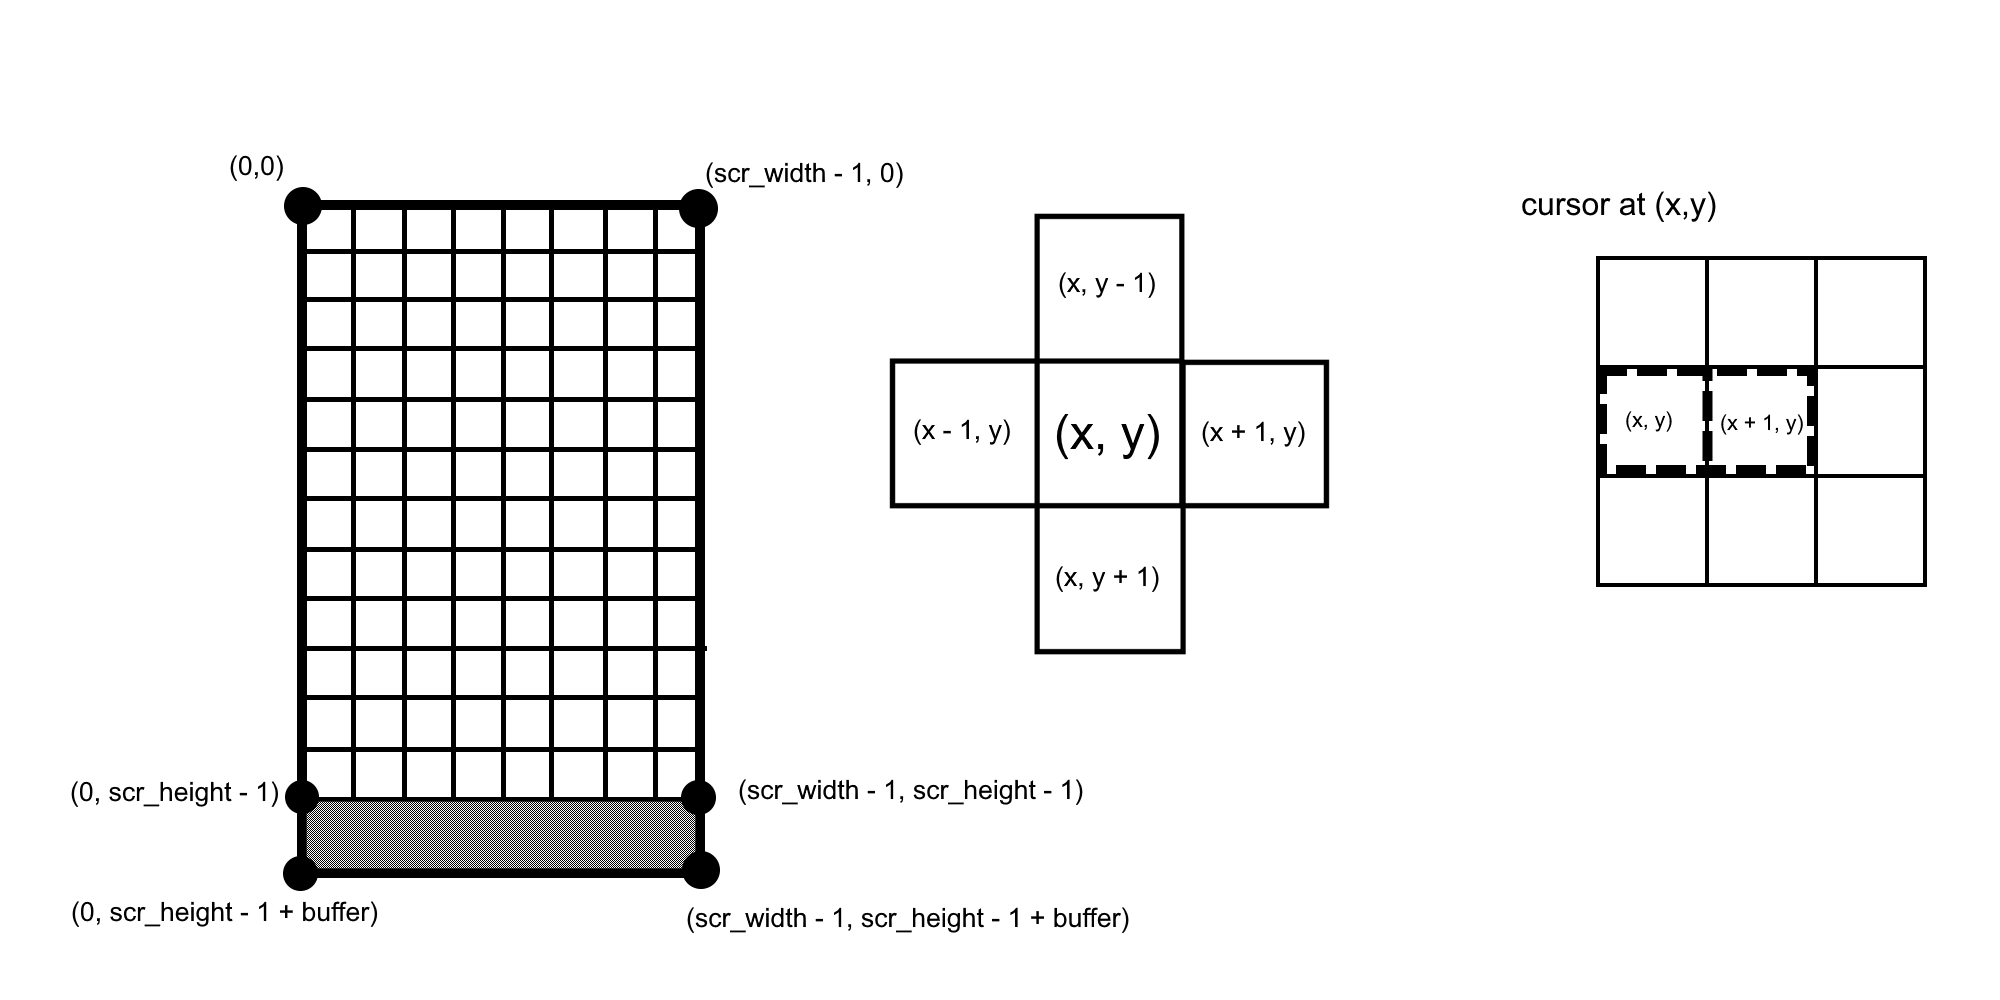 (0,0)
(scr_width - 1, 0)
(0, scr_height - 1)
(scr_width - 1, scr_height - 1)
(0, scr_height - 1 + buffer)
(scr_width - 1, scr_height - 1 + buffer)
(x, y - 1)
(x - 1, y)
(x, y)
(x + 1, y)
(x, y + 1)
cursor at (x,y)
(x, y)
(x + 1, y)